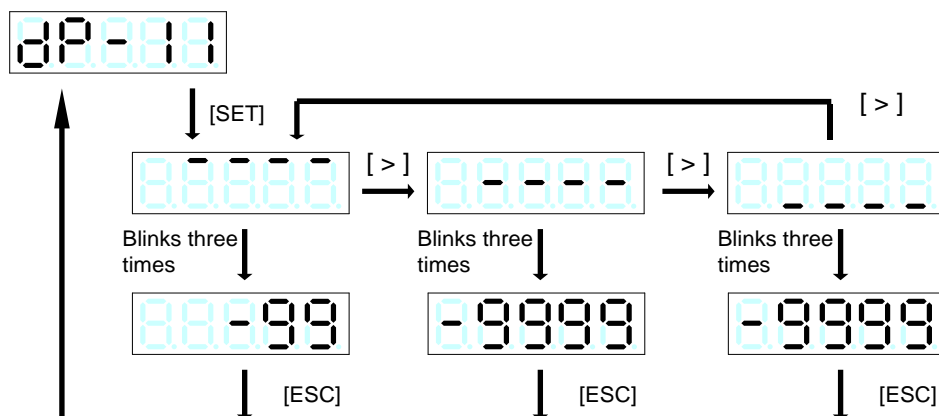 dP-11
[SET]
[ > ]
[ > ]
[ > ]
- - - -
- - - -
- - - -
Blinks three
times
Blinks three
times
Blinks three
times
-99
-9999
-9999
[ESC]
[ESC]
[ESC]